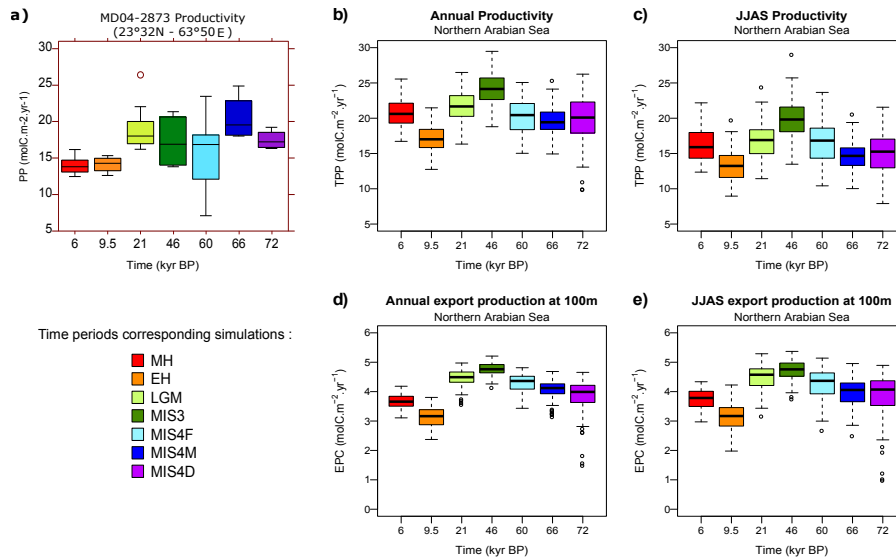 a)
MD04-2873 Productivity
(23°32N - 63°50E)
PP (molC.m-2.yr-1)
30
25
20
15
10
5
6 9.5 21 46 60 66 72
Time (kyr BP)
b)
Annual Productivity
Northern Arabian Sea
TPP (molC.m⁻².yr⁻¹)
30
25
20
15
10
5
6 9.5 21 46 60 66 72
Time (kyr BP)
c)
JJAS Productivity
Northern Arabian Sea
TPP (molC.m⁻².yr⁻¹)
30
25
20
15
10
5
6 9.5 21 46 60 66 72
Time (kyr BP)
Time periods corresponding simulations :
MH
EH
LGM
MIS3
MIS4F
MIS4M
MIS4D
d)
Annual export production at 100m
Northern Arabian Sea
EPC (molC.m⁻².yr⁻¹)
6
5
4
3
2
1
0
6 9.5 21 46 60 66 72
Time (kyr BP)
e)
JJAS export production at 100m
Northern Arabian Sea
EPC (molC.m⁻².yr⁻¹)
6
5
4
3
2
1
0
6 9.5 21 46 60 66 72
Time (kyr BP)